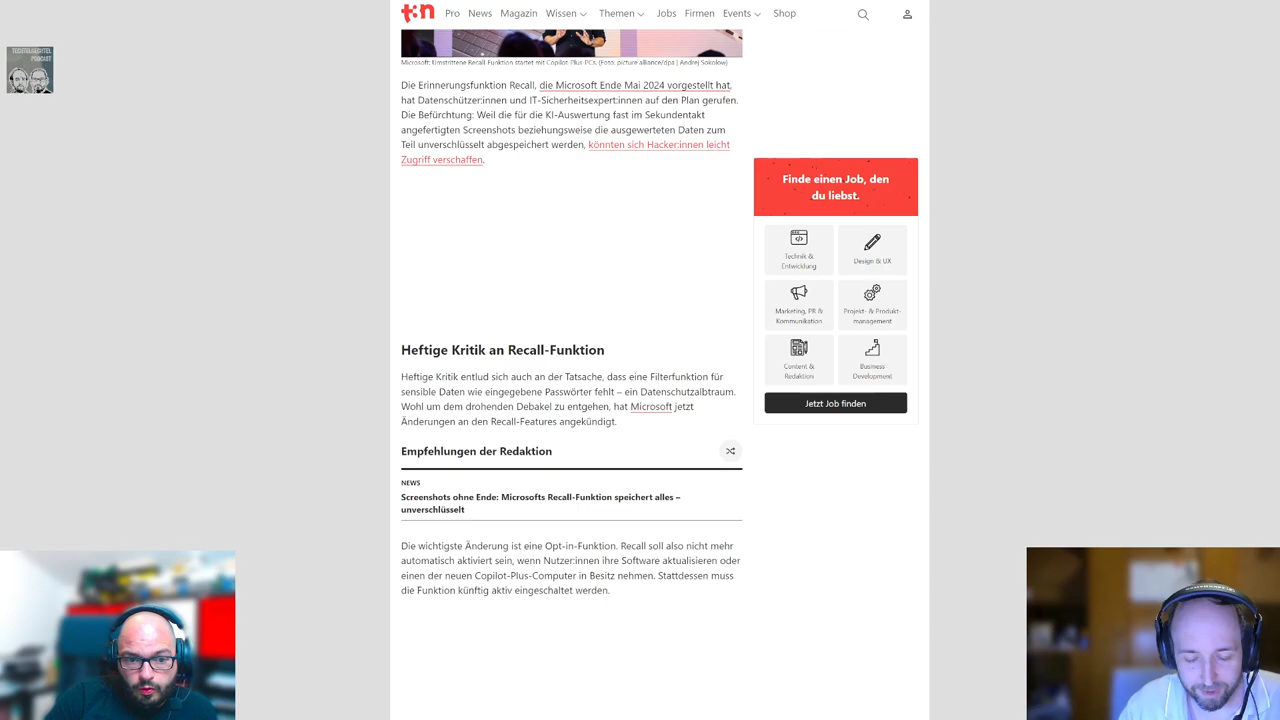 t3n Pro News Magazin Wissen Themen Jobs Firmen Events Shop
TECHTELMECHTEL
PODCAST
Microsoft: Umstrittene Recall-Funktion startet mit Copilot-Plus-PCs. (Foto: picture alliance/dpa | Andrej Sokolow)
Die Erinnerungsfunktion Recall, die Microsoft Ende Mai 2024 vorgestellt hat,
hat Datenschützer:innen und IT-Sicherheitsexpert:innen auf den Plan gerufen.
Die Befürchtung: Weil die für die KI-Auswertung fast im Sekundentakt
angefertigten Screenshots beziehungsweise die ausgewerteten Daten zum
Teil unverschlüsselt abgespeichert werden, könnten sich Hacker:innen leicht
Zugriff verschaffen.
Heftige Kritik an Recall-Funktion
Heftige Kritik entlud sich auch an der Tatsache, dass eine Filterfunktion für
sensible Daten wie eingegebene Passwörter fehlt – ein Datenschutzalbtraum.
Wohl um dem drohenden Debakel zu entgehen, hat Microsoft jetzt
Änderungen an den Recall-Features angekündigt.
Empfehlungen der Redaktion
NEWS
Screenshots ohne Ende: Microsofts Recall-Funktion speichert alles –
unverschlüsselt
Die wichtigste Änderung ist eine Opt-in-Funktion. Recall soll also nicht mehr
automatisch aktiviert sein, wenn Nutzer:innen ihre Software aktualisieren oder
einen der neuen Copilot-Plus-Computer in Besitz nehmen. Stattdessen muss
die Funktion künftig aktiv eingeschaltet werden.
Finde einen Job, den
du liebst.
Technik &
Entwicklung
Design & UX
Marketing, PR &
Kommunikation
Projekt- & Produkt-
management
Content &
Redaktion
Business
Development
Jetzt Job finden